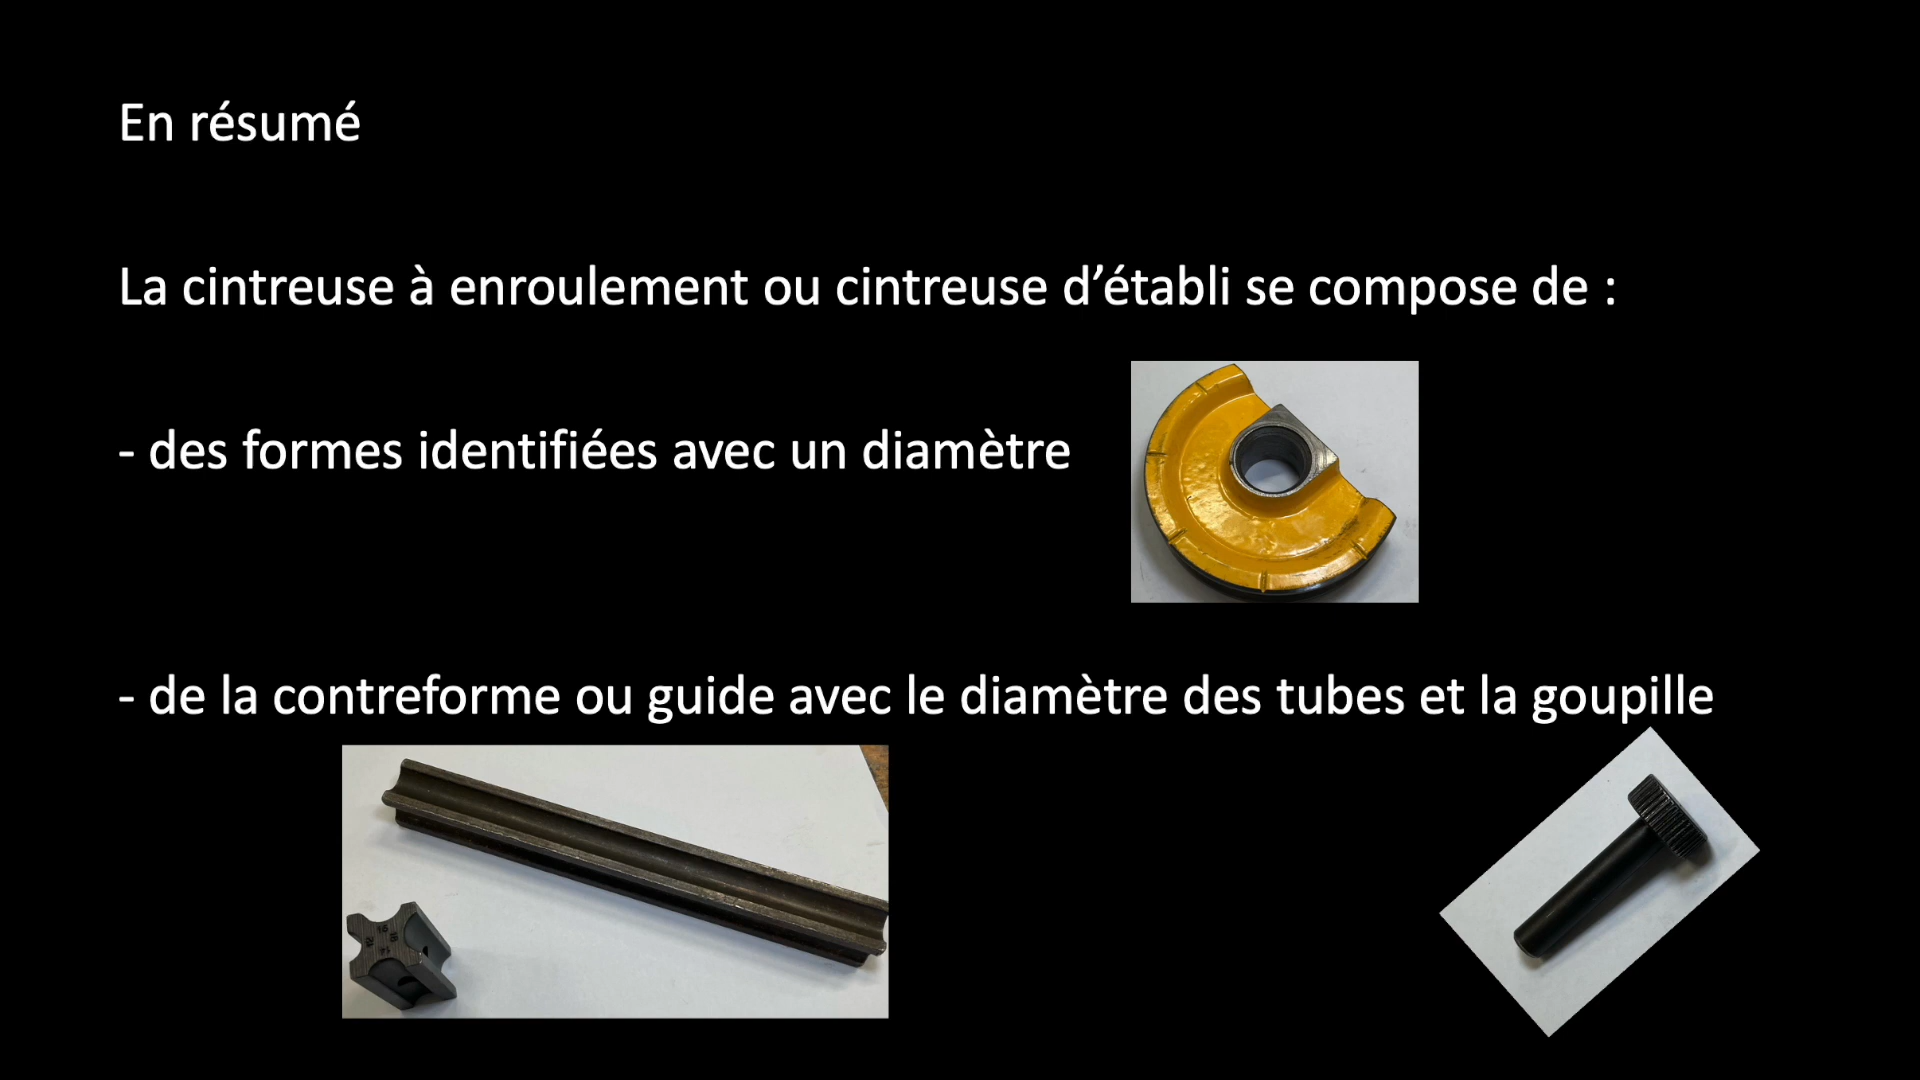 En résumé
La cintreuse à enroulement ou cintreuse d’établi se compose de :
- des formes identifiées avec un diamètre
- de la contreforme ou guide avec le diamètre des tubes et la goupille